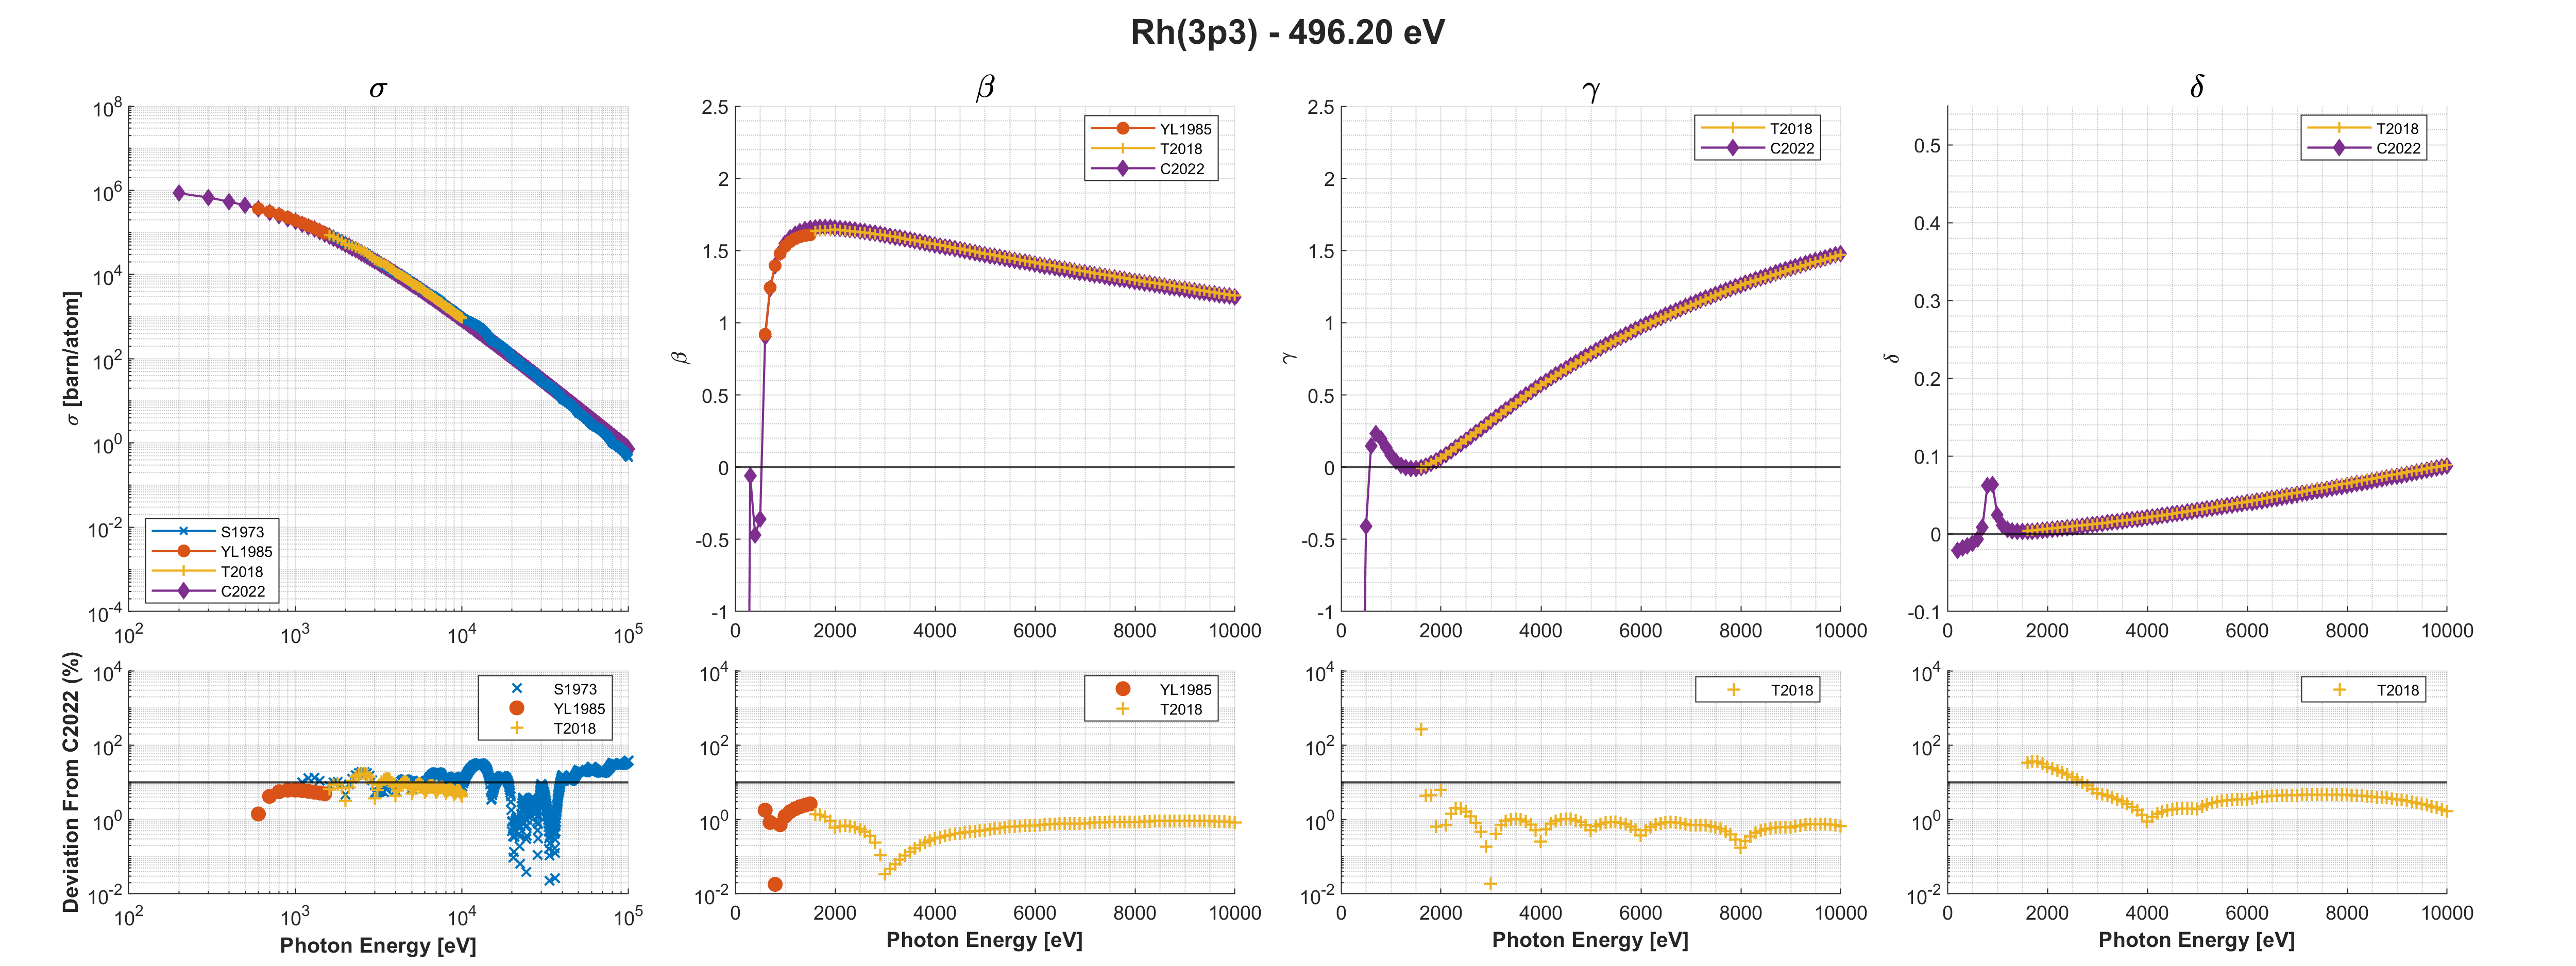 Rh(3p3) - 496.20 eV
σ
10^8
10^6
10^4
10^2
10^0
10^-2
10^-4
10^2
10^3
10^4
10^5
σ [barn/atom]
S1973
YL1985
T2018
C2022
β
2.5
2
1.5
1
0.5
0
-0.5
-1
0
2000
4000
6000
8000
10000
β
YL1985
T2018
C2022
γ
2.5
2
1.5
1
0.5
0
-0.5
-1
0
2000
4000
6000
8000
10000
γ
T2018
C2022
δ
0.5
0.4
0.3
0.2
0.1
0
-0.1
0
2000
4000
6000
8000
10000
δ
T2018
C2022
Deviation From C2022 (%)
10^4
10^2
10^0
10^-2
10^2
10^3
10^4
10^5
Photon Energy [eV]
S1973
YL1985
T2018
10^4
10^2
10^0
10^-2
0
2000
4000
6000
8000
10000
Photon Energy [eV]
YL1985
T2018
10^4
10^2
10^0
10^-2
0
2000
4000
6000
8000
10000
Photon Energy [eV]
T2018
10^4
10^2
10^0
10^-2
0
2000
4000
6000
8000
10000
Photon Energy [eV]
T2018